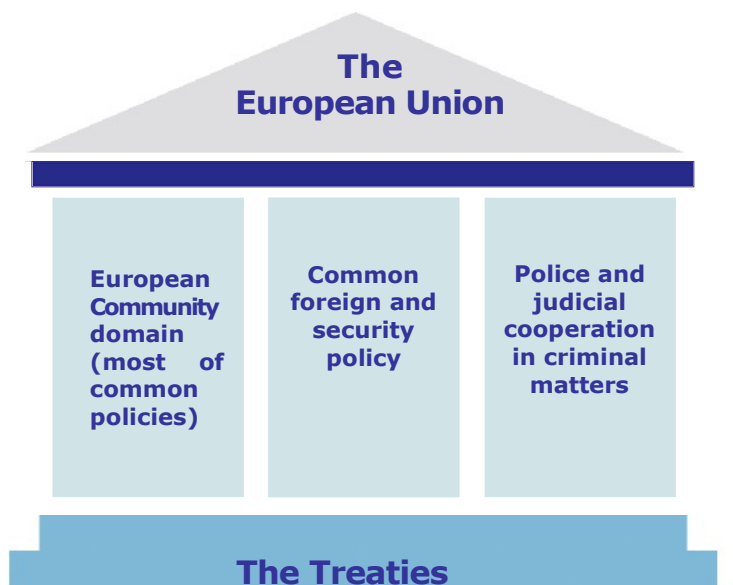 The
European Union
European
Community
domain
(most of
common
policies)
Common
foreign and
security
policy
Police and
judicial
cooperation
in criminal
matters
The Treaties